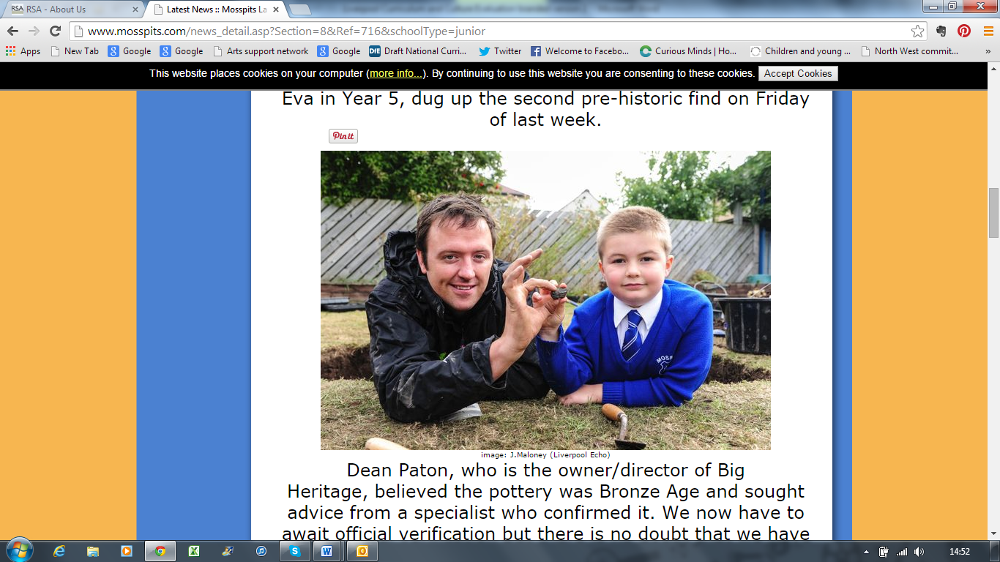 RSA RSA - About Us
Latest News :: Mosspits La
www.mosspits.com/news_detail.asp?Section=8&Ref=716&schoolType=junior
Apps New Tab Google Google Arts support network Google DfE Draft National Curri... Twitter Welcome to Facebo... Curious Minds | Ho... Children and young ... North West commit... »
This website places cookies on your computer (more info...). By continuing to use this website you are consenting to these cookies. Accept Cookies
Eva in Year 5, dug up the second pre-historic find on Friday
of last week.
Pin it
MOSS
image: J.Maloney (Liverpool Echo)
Dean Paton, who is the owner/director of Big
Heritage, believed the pottery was Bronze Age and sought
advice from a specialist who confirmed it. We now have to
await official verification but there is no doubt that we have
14:52